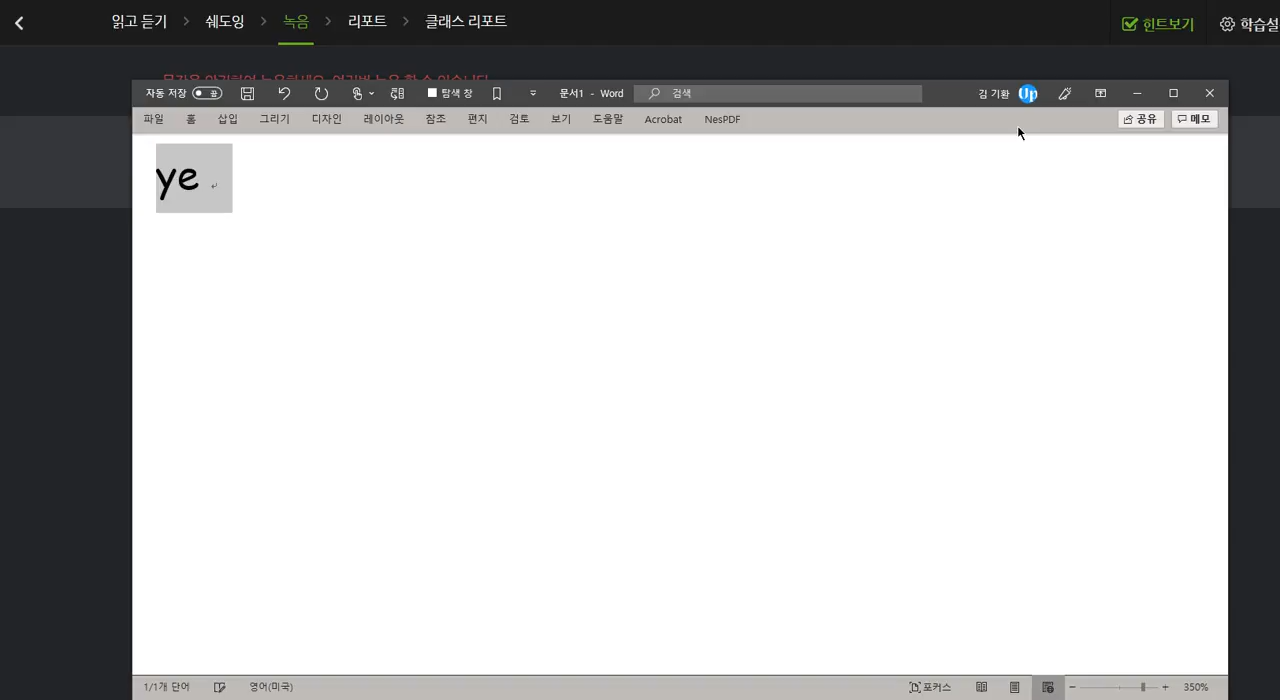 읽고 듣기 > 쉐도잉 > 녹음 > 리포트 > 클래스 리포트 힌트보기 학습설
자동 저장 끔 탐색 창 문서1 - Word 검색 김 기환 Up
파일 홈 삽입 그리기 디자인 레이아웃 참조 편지 검토 보기 도움말 Acrobat NesPDF 공유 메모
ye
1/1개 단어 영어(미국) 포커스 350%